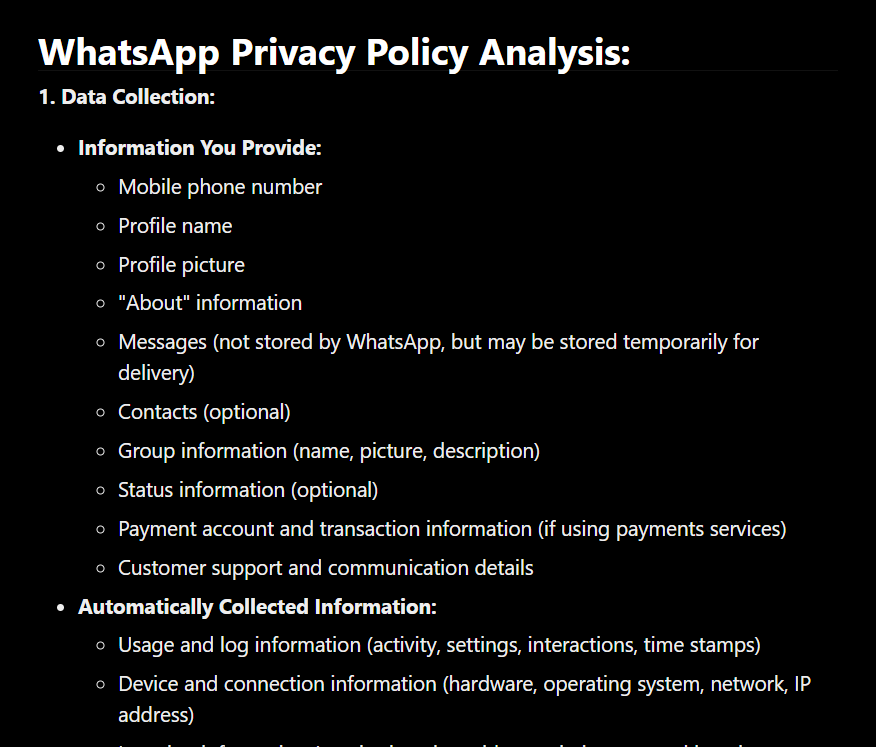 WhatsApp Privacy Policy Analysis:
1. Data Collection:
• Information You Provide:
○ Mobile phone number
○ Profile name
○ Profile picture
○ "About" information
○ Messages (not stored by WhatsApp, but may be stored temporarily for
delivery)
○ Contacts (optional)
○ Group information (name, picture, description)
○ Status information (optional)
○ Payment account and transaction information (if using payments services)
○ Customer support and communication details
• Automatically Collected Information:
○ Usage and log information (activity, settings, interactions, time stamps)
○ Device and connection information (hardware, operating system, network, IP
address)